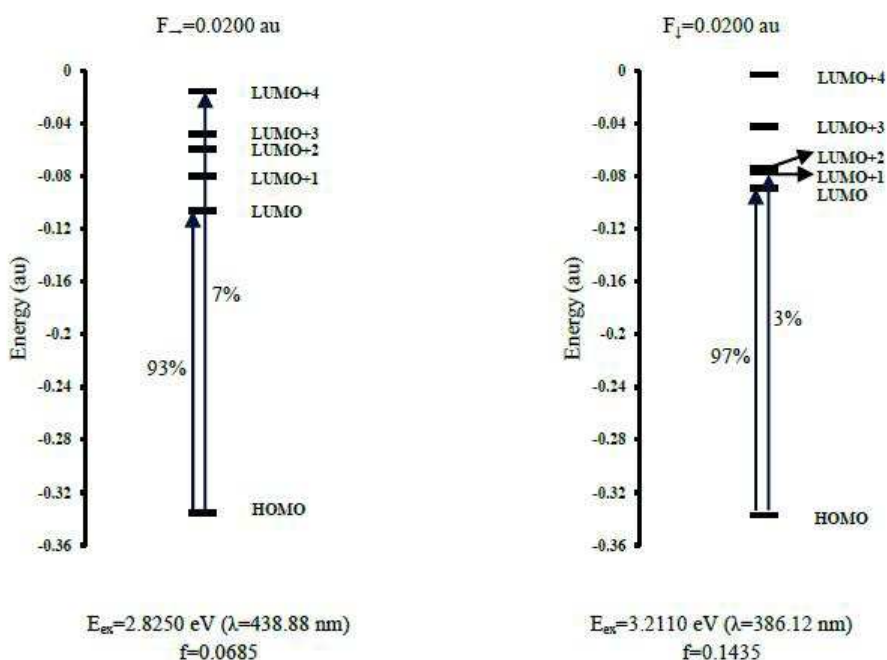 F→=0.0200 au
0
-0.04
-0.08
-0.12
-0.16
-0.2
-0.24
-0.28
-0.32
-0.36
Energy (au)
LUMO+4
LUMO+3
LUMO+2
LUMO+1
LUMO
7%
93%
HOMO
Eex=2.8250 eV (λ=438.88 nm)
f=0.0685
F↓=0.0200 au
0
-0.04
-0.08
-0.12
-0.16
-0.2
-0.24
-0.28
-0.32
-0.36
Energy (au)
LUMO+4
LUMO+3
LUMO+2
LUMO+1
LUMO
3%
97%
HOMO
Eex=3.2110 eV (λ=386.12 nm)
f=0.1435